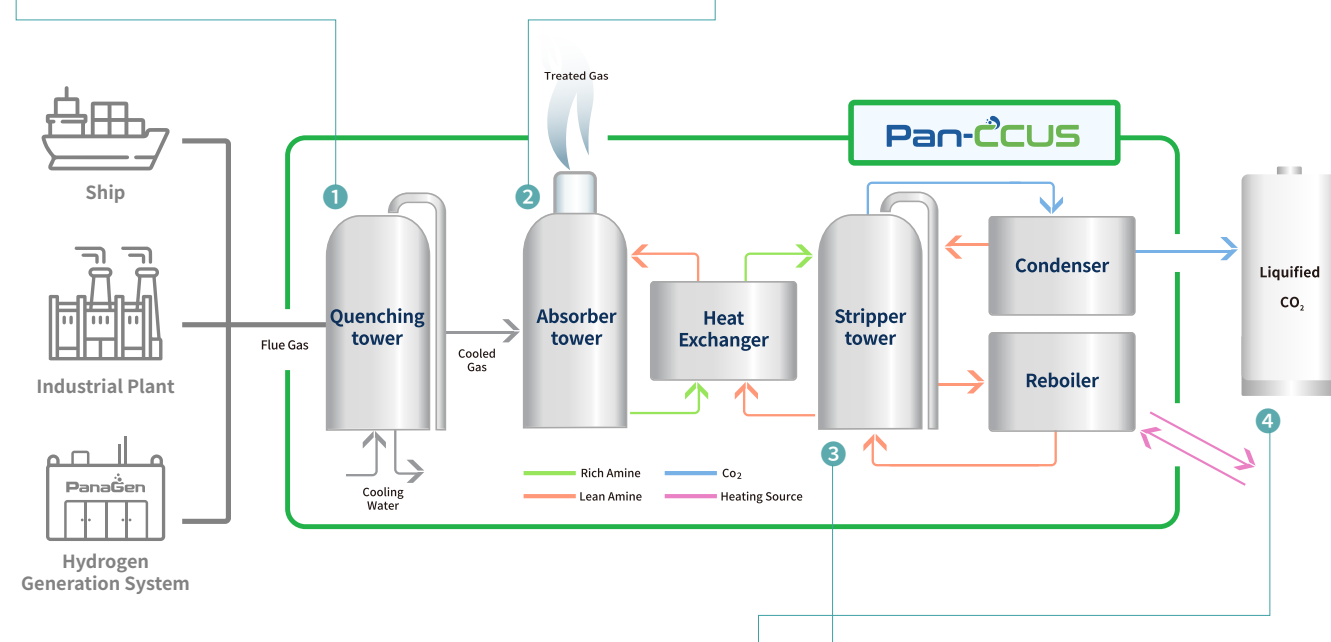 Treated Gas
Pan-CCUS
1
2
Ship
Quenching
tower
Absorber
tower
Heat
Exchanger
Stripper
tower
Condenser
Reboiler
Liquified
CO₂
Flue Gas
Cooled
Gas
Industrial Plant
3
4
Rich Amine
Co₂
Lean Amine
Heating Source
Cooling
Water
PanaGen
Hydrogen
Generation System